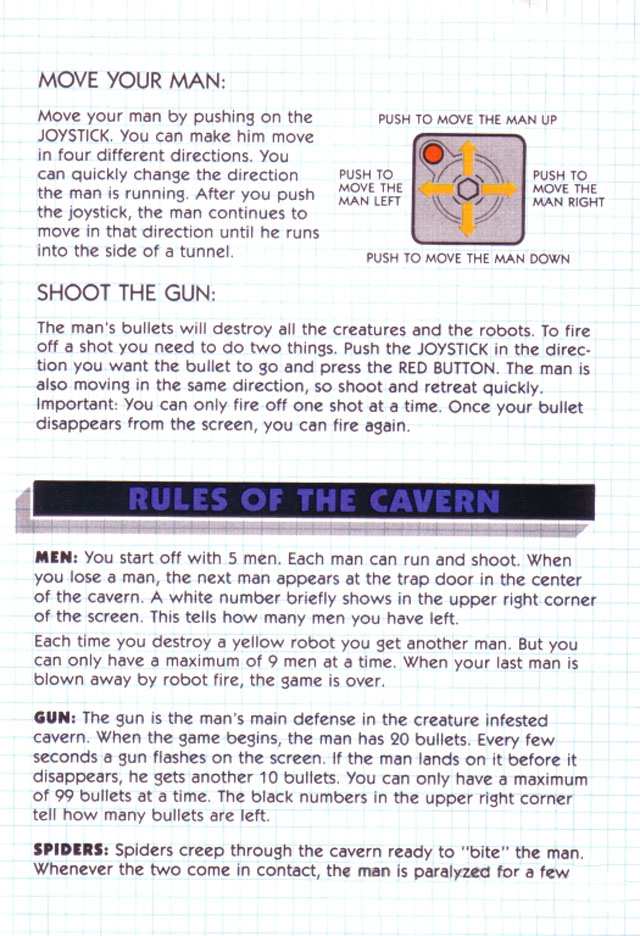 MOVE YOUR MAN:
Move your man by pushing on the
JOYSTICK. You can make him move
in four different directions. You
can quickly change the direction
the man is running. After you push
the joystick, the man continues to
move in that direction until he runs
into the side of a tunnel.
PUSH TO MOVE THE MAN UP
PUSH TO
MOVE THE
MAN LEFT
PUSH TO
MOVE THE
MAN RIGHT
PUSH TO MOVE THE MAN DOWN
SHOOT THE GUN:
The man's bullets will destroy all the creatures and the robots. To fire
off a shot you need to do two things. Push the JOYSTICK in the direc-
tion you want the bullet to go and press the RED BUTTON. The man is
also moving in the same direction, so shoot and retreat quickly.
Important: You can only fire off one shot at a time. Once your bullet
disappears from the screen, you can fire again.
RULES OF THE CAVERN
MEN: You start off with 5 men. Each man can run and shoot. When
you lose a man, the next man appears at the trap door in the center
of the cavern. A white number briefly shows in the upper right corner
of the screen. This tells how many men you have left.
Each time you destroy a yellow robot you get another man. But you
can only have a maximum of 9 men at a time. When your last man is
blown away by robot fire, the game is over.
GUN: The gun is the man's main defense in the creature infested
cavern. When the game begins, the man has 20 bullets. Every few
seconds a gun flashes on the screen. If the man lands on it before it
disappears, he gets another 10 bullets. You can only have a maximum
of 99 bullets at a time. The black numbers in the upper right corner
tell how many bullets are left.
SPIDERS: Spiders creep through the cavern ready to "bite" the man.
Whenever the two come in contact, the man is paralyzed for a few